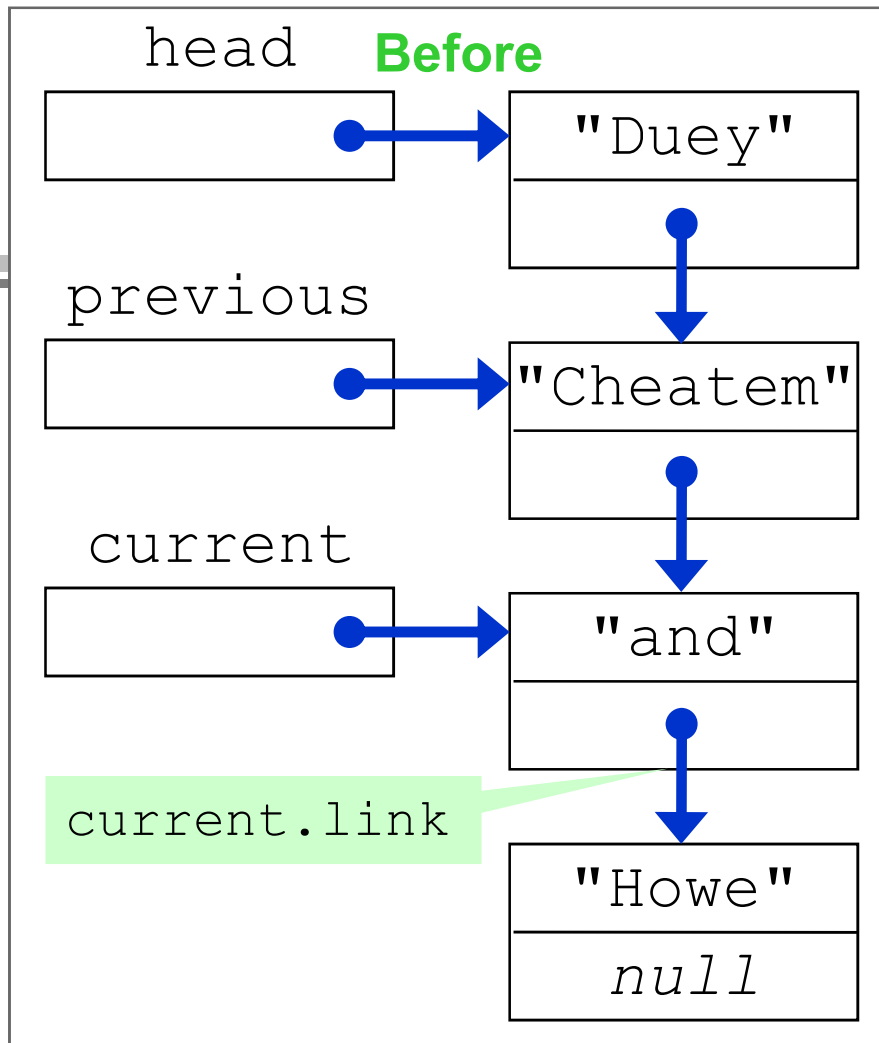 head
Before
"Duey"
previous
"Cheatem"
current
"and"
current.link
"Howe"
null